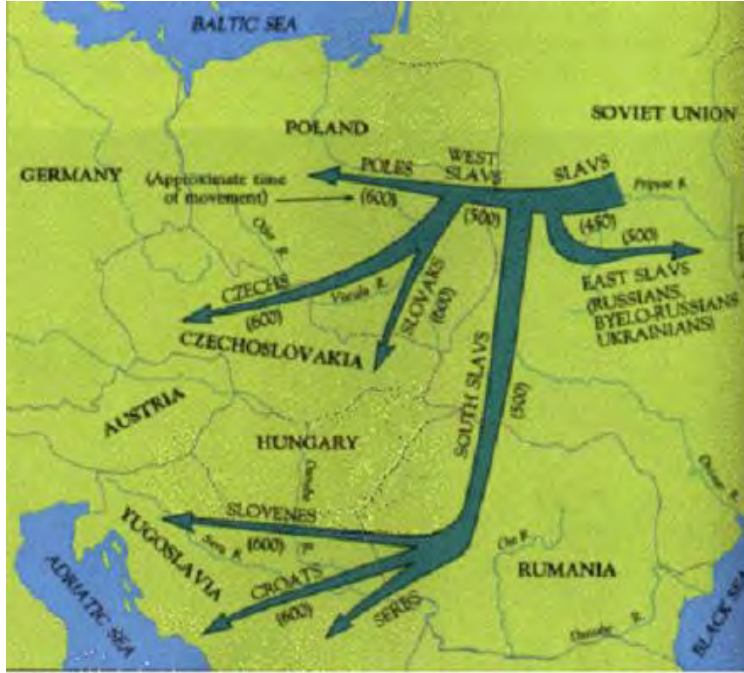 BALTIC SEA
SOVIET UNION
POLAND
GERMANY
(Approximate time
of movement)
POLES
(600)
WEST
SLAVS
(500)
SLAVS
(450)
Pripyat R.
(500)
EAST SLAVS
(RUSSIANS,
BYELO-RUSSIANS
UKRAINIANS)
Oder R.
CZECHS
(600)
Vistula R.
SLOVAKS
(600)
CZECHOSLOVAKIA
SOUTH SLAVS
(500)
AUSTRIA
HUNGARY
Danube
R.
SLOVENES
(600)
YUGOSLAVIA
Sava R.
CROATS
(600)
SERBS
ADRIATIC SEA
RUMANIA
Danube R.
BLACK SEA